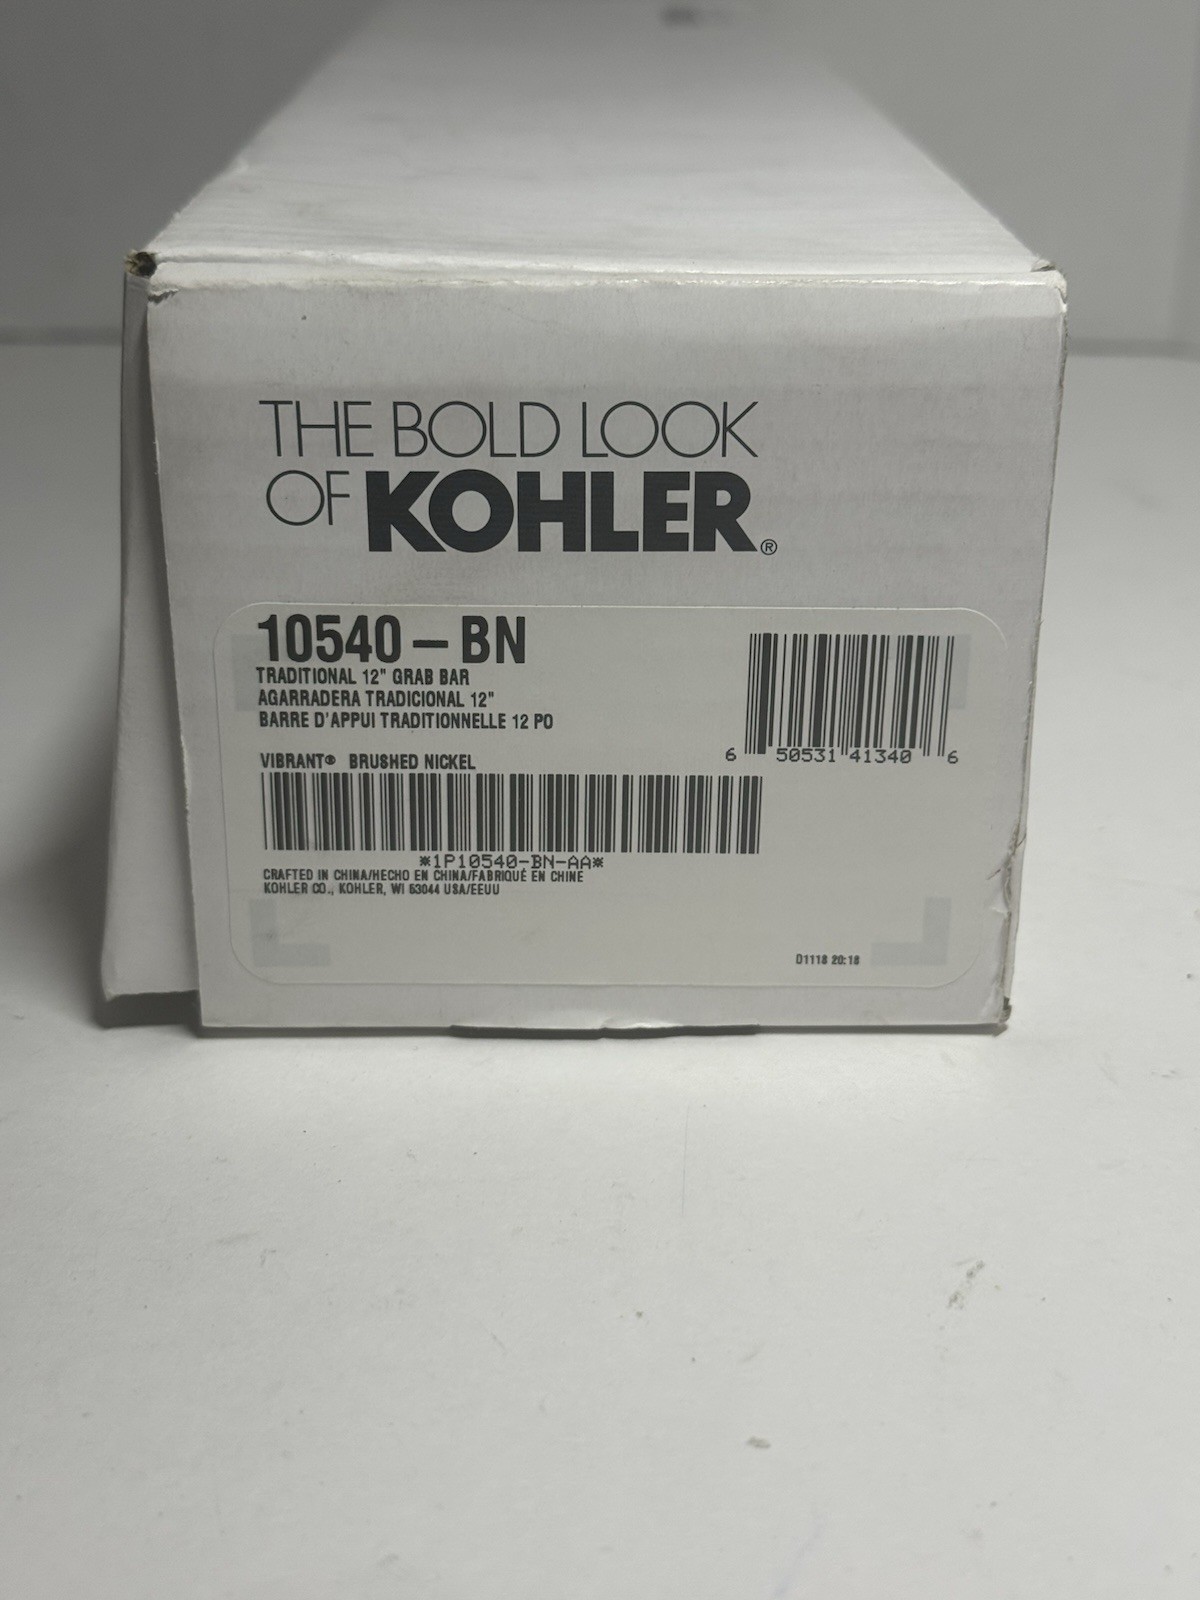 THE BOLD LOOK
OF KOHLER®
10540-BN
TRADITIONAL 12" GRAB BAR
AGARRADERA TRADICIONAL 12"
BARRE D'APPUI TRADITIONNELLE 12 PO
6 50531 41340 6
VIBRANT® BRUSHED NICKEL
*1P10540-BN-AA*
CRAFTED IN CHINA/HECHO EN CHINA/FABRIQUÉ EN CHINE
KOHLER CO., KOHLER, WI 53044 USA/EEUU
D1118 20:18